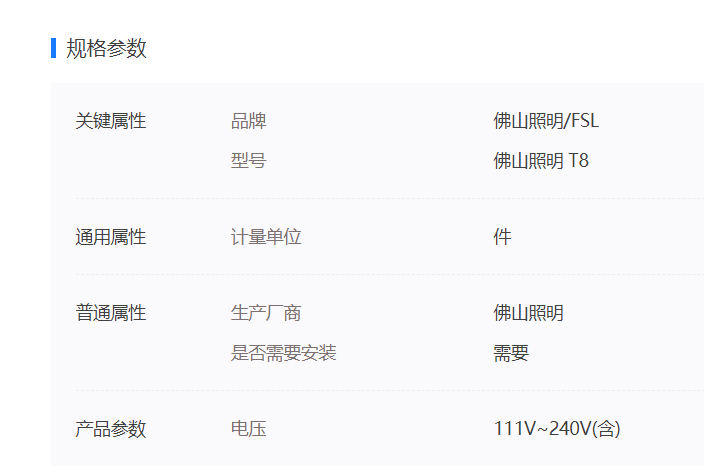 规格参数
关键属性 品牌 佛山照明/FSL
型号 佛山照明 T8
通用属性 计量单位 件
普通属性 生产厂商 佛山照明
是否需要安装 需要
产品参数 电压 111V~240V(含)